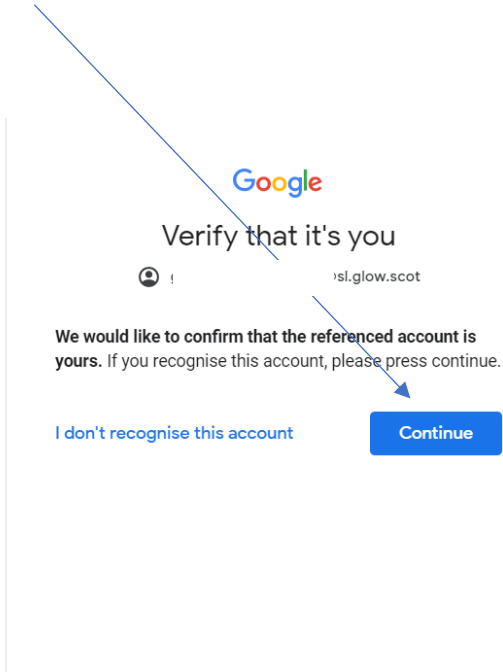 Google
Verify that it's you
sl.glow.scot
We would like to confirm that the referenced account is
yours. If you recognise this account, please press continue.
I don't recognise this account
Continue